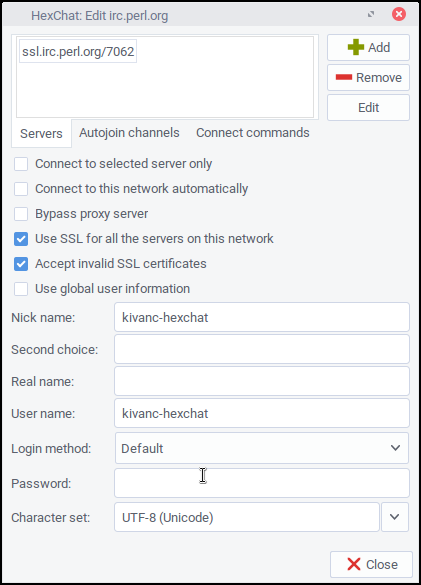 HexChat: Edit irc.perl.org
ssl.irc.perl.org/7062
Add
Remove
Edit
Servers Autojoin channels Connect commands
Connect to selected server only
Connect to this network automatically
Bypass proxy server
Use SSL for all the servers on this network
Accept invalid SSL certificates
Use global user information
Nick name: kivanc-hexchat
Second choice:
Real name:
User name: kivanc-hexchat
Login method: Default
Password:
Character set: UTF-8 (Unicode)
Close